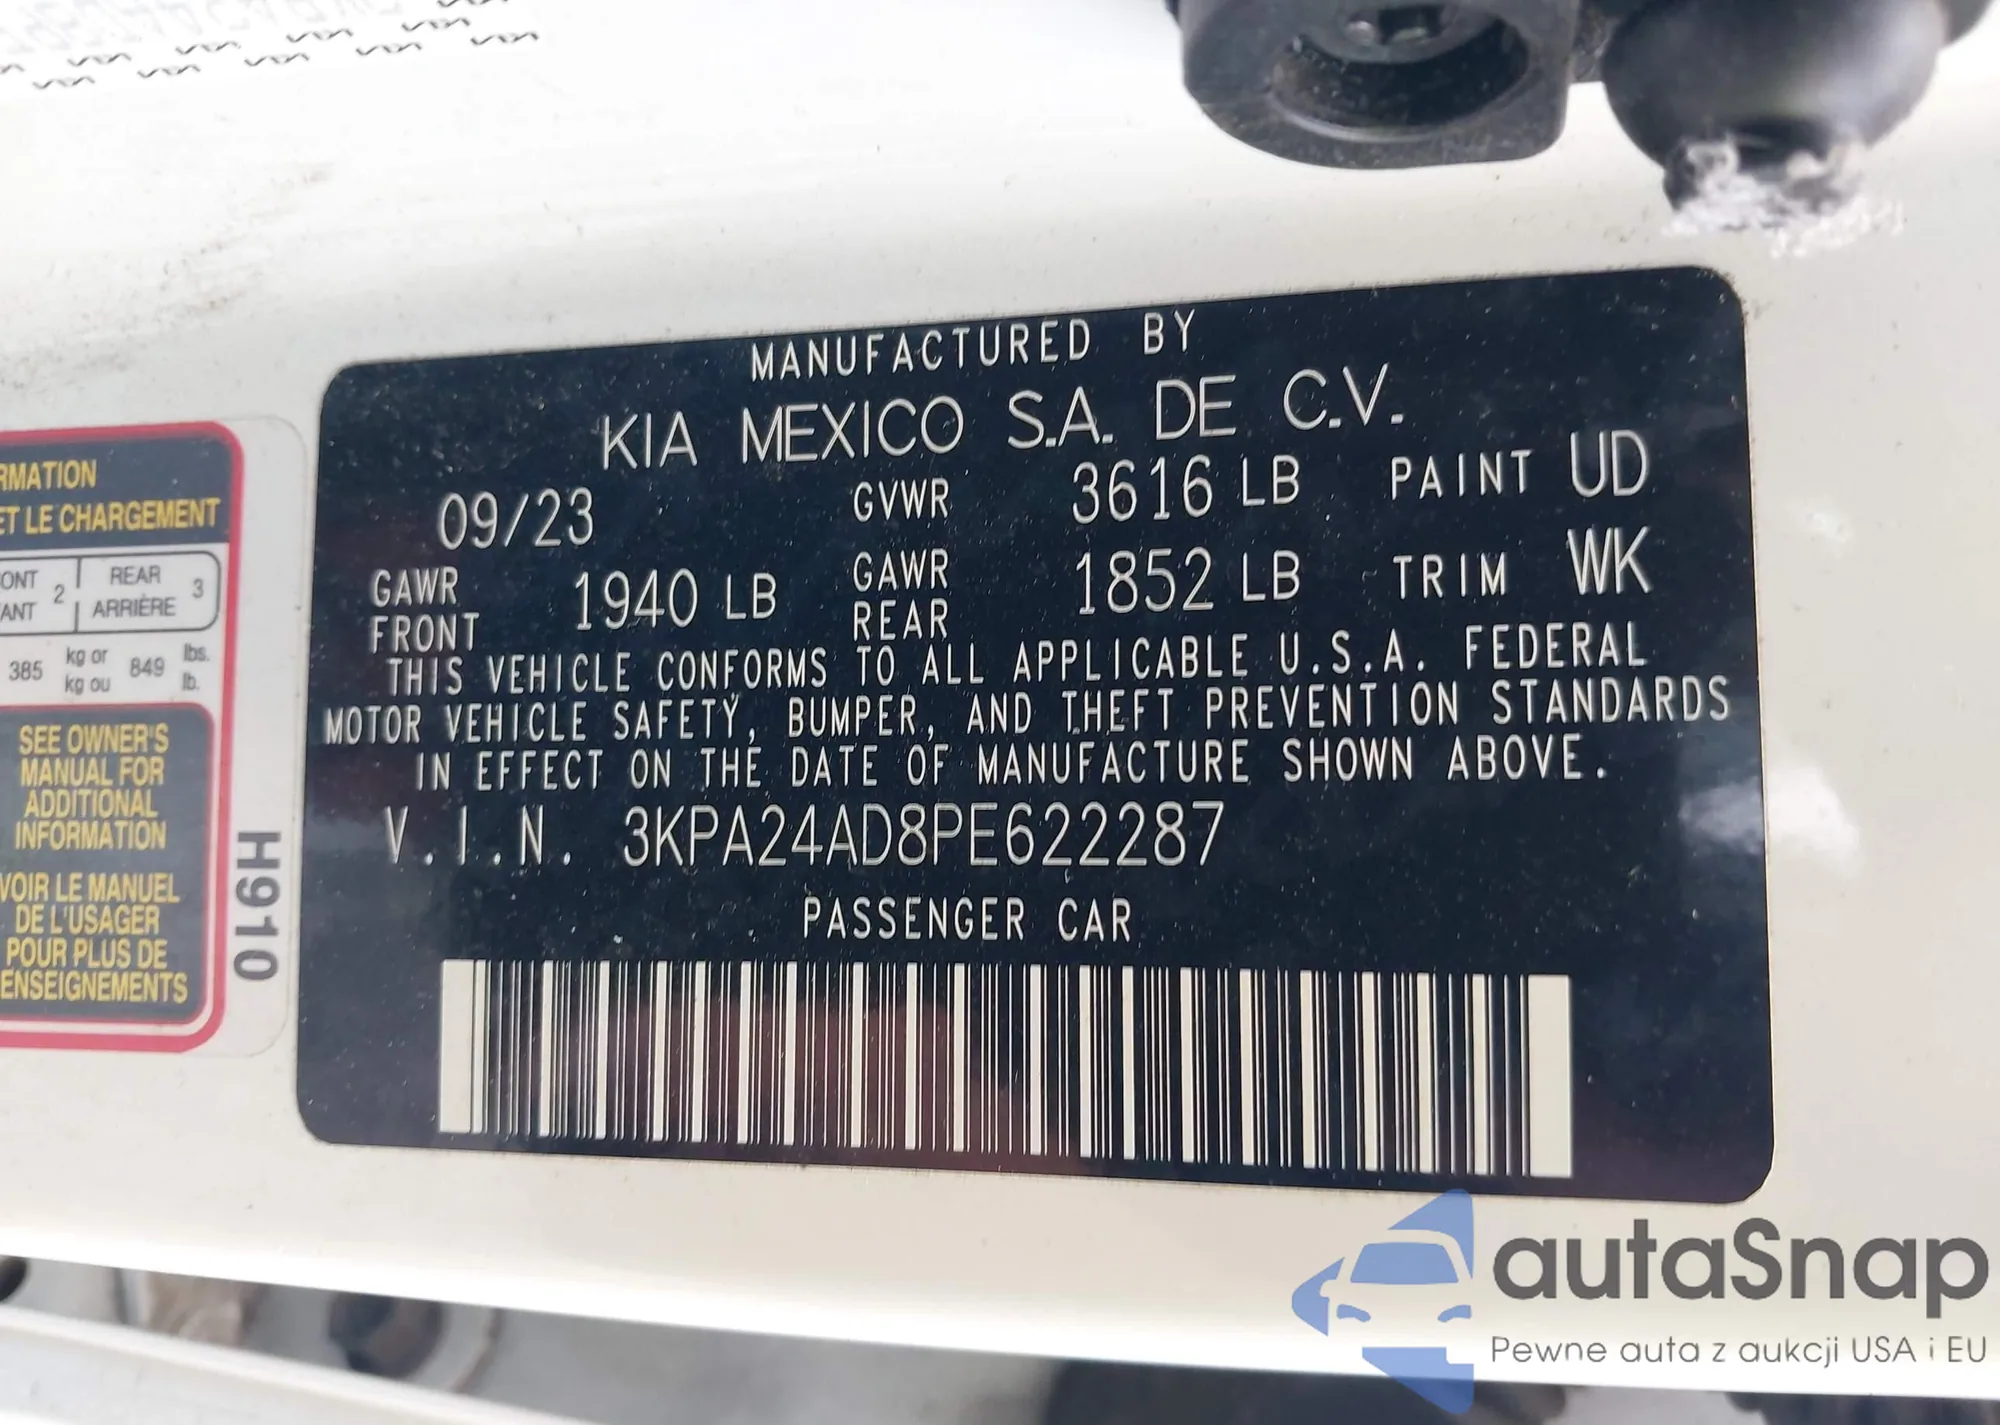 MANUFACTURED BY
KIA MEXICO S.A. DE C.V.
09/23 GVWR 3616 LB PAINT UD
GAWR FRONT 1940 LB GAWR REAR 1852 LB TRIM WK
THIS VEHICLE CONFORMS TO ALL APPLICABLE U.S.A. FEDERAL
MOTOR VEHICLE SAFETY, BUMPER, AND THEFT PREVENTION STANDARDS
IN EFFECT ON THE DATE OF MANUFACTURE SHOWN ABOVE.
V.I.N. 3KPA24AD8PE622287
PASSENGER CAR
RMATION
ET LE CHARGEMENT
ONT 2 REAR 3
ANT ARRIÈRE
385 kg or 849 lbs.
kg ou lb.
SEE OWNER'S
MANUAL FOR
ADDITIONAL
INFORMATION
VOIR LE MANUEL
DE L'USAGER
POUR PLUS DE
ENSEIGNEMENTS
H910
autaSnap
Pewne auta z aukcji USA i EU